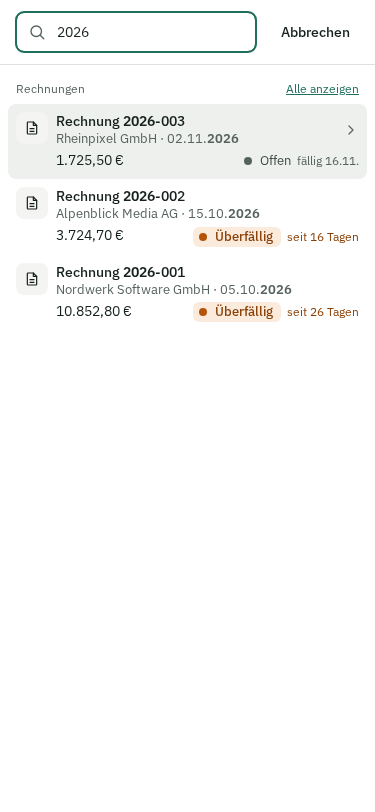 2026
Abbrechen
Rechnungen
Alle anzeigen
Rechnung 2026-003
Rheinpixel GmbH · 02.11.2026
1.725,50 €
Offen fällig 16.11.
Rechnung 2026-002
Alpenblick Media AG · 15.10.2026
3.724,70 €
Überfällig seit 16 Tagen
Rechnung 2026-001
Nordwerk Software GmbH · 05.10.2026
10.852,80 €
Überfällig seit 26 Tagen